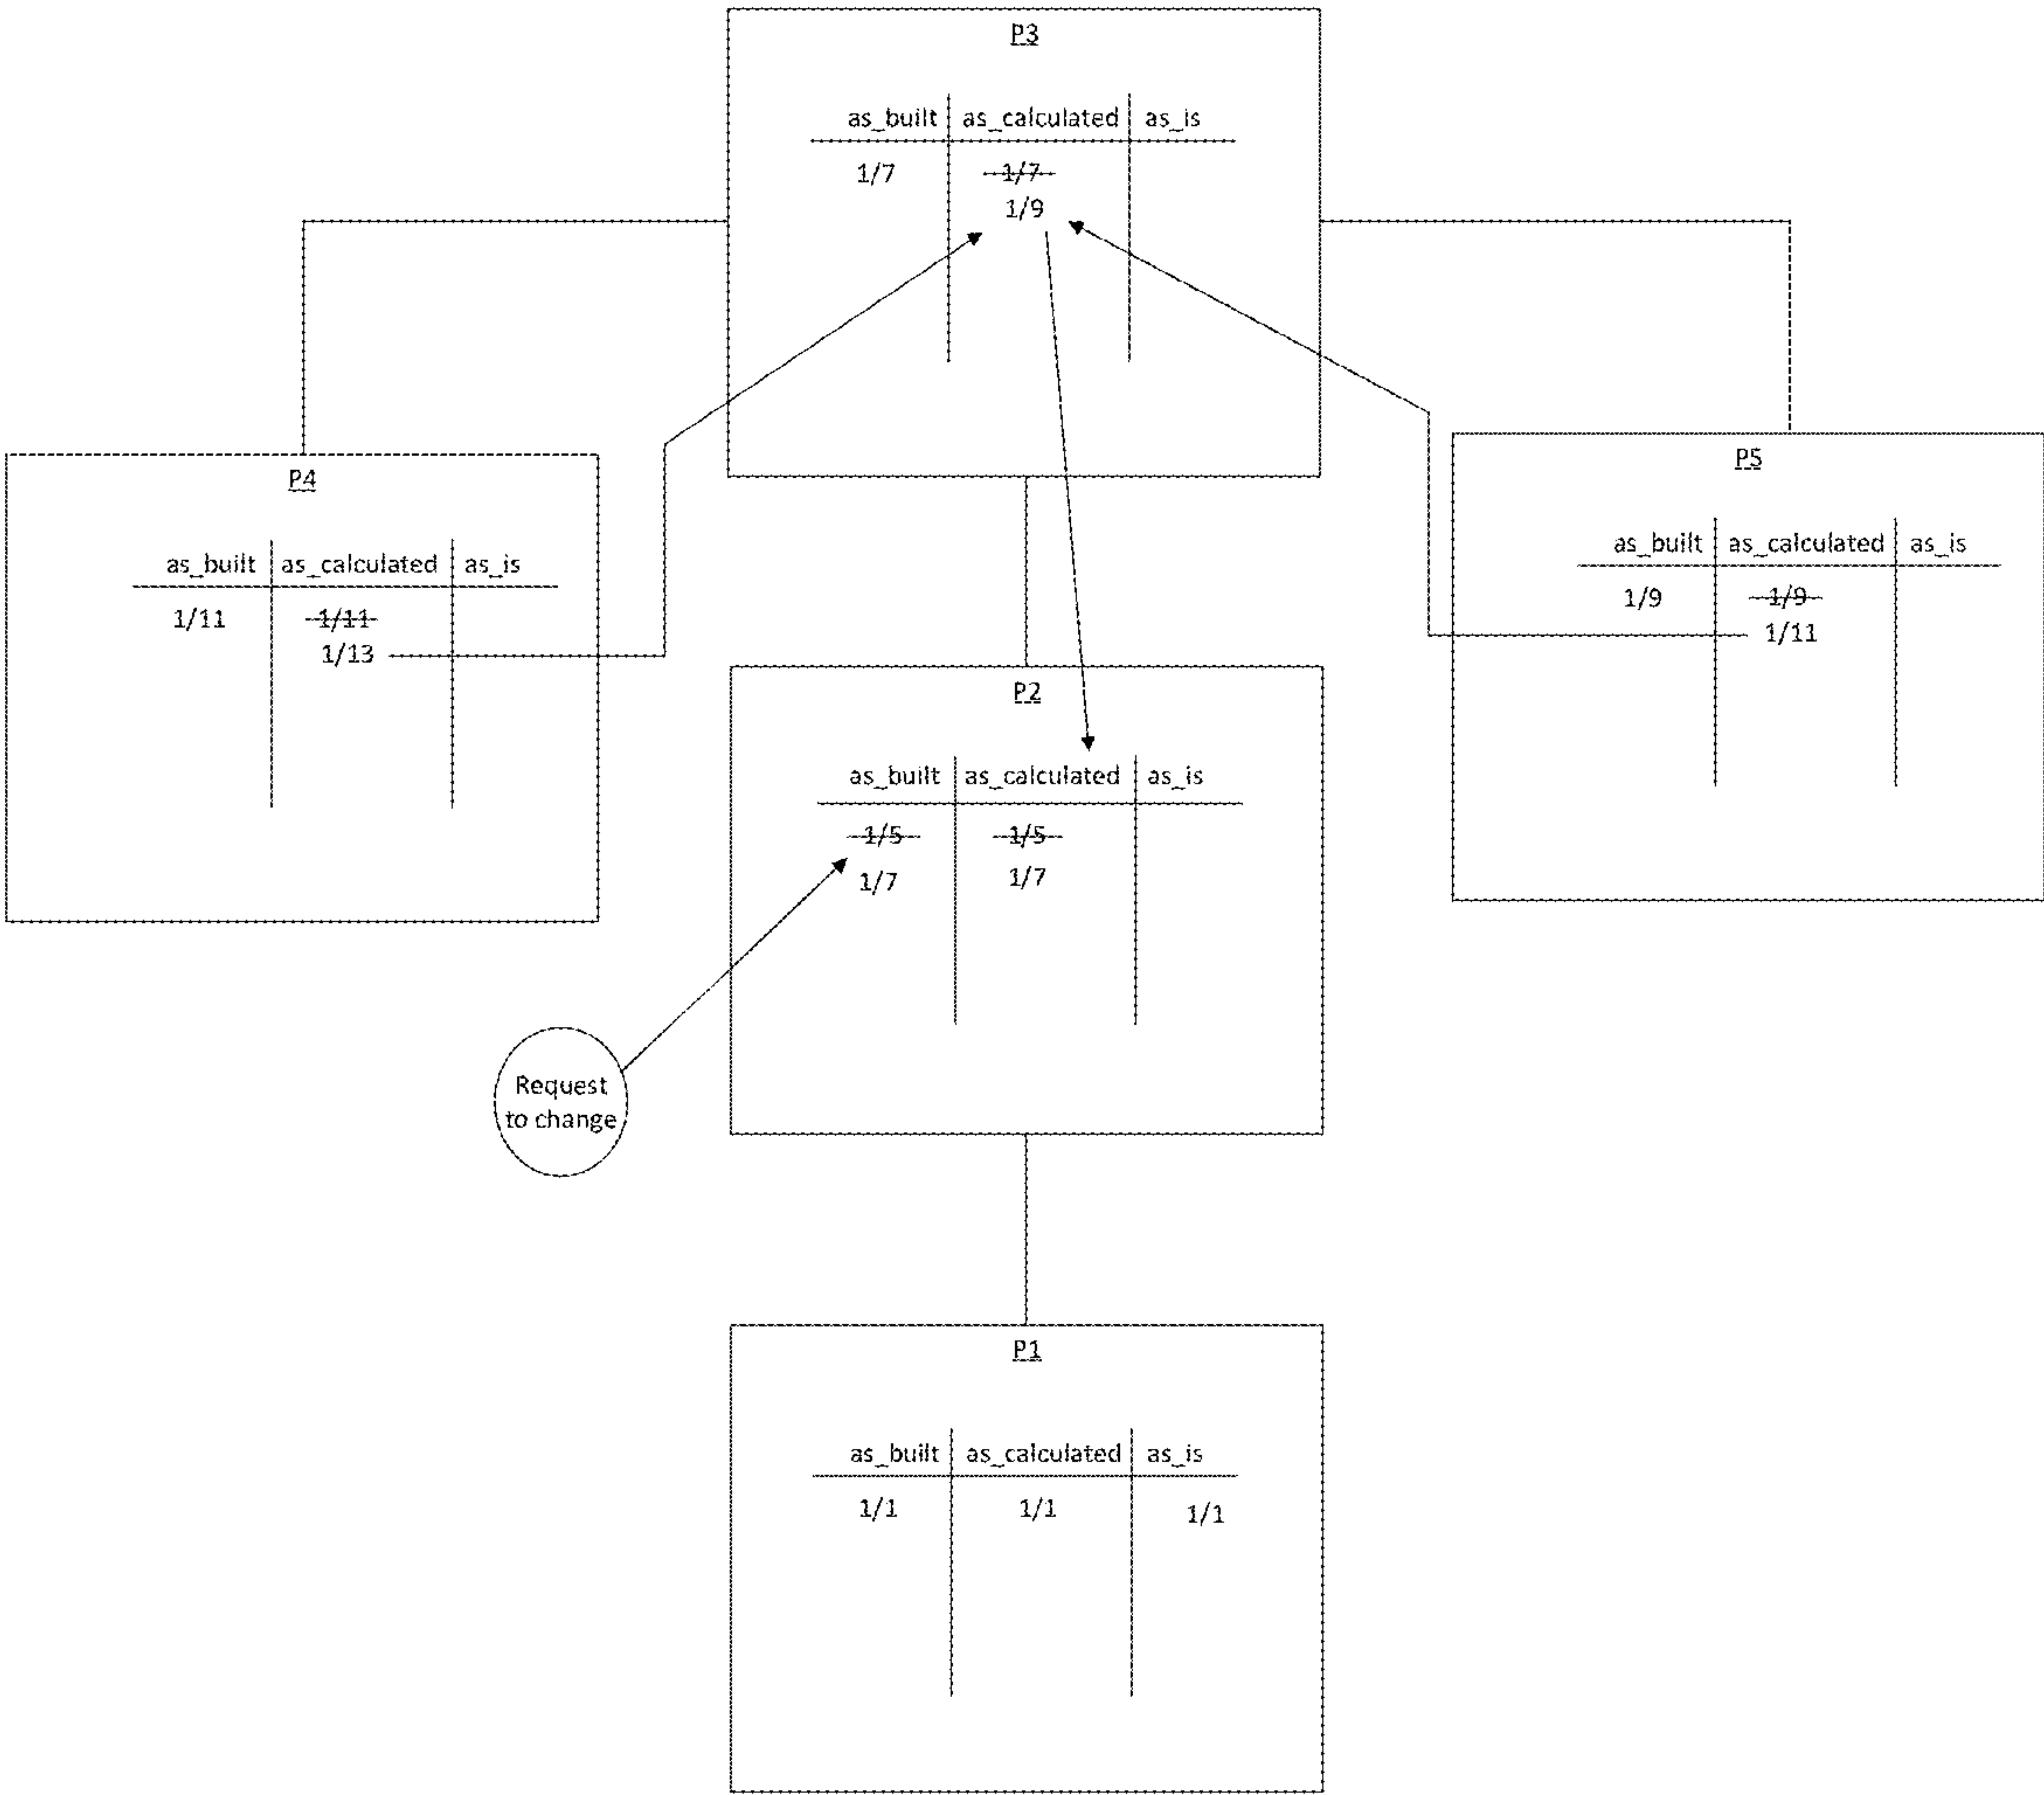 P3
as_built as_calculated as_is
1/7 1/7
1/9
P4
as_built as_calculated as_is
1/11 1/11
1/13
P5
as_built as_calculated as_is
1/9 1/9
1/11
P2
as_built as_calculated as_is
1/5 1/5
1/7 1/7
Request
to change
P1
as_built as_calculated as_is
1/1 1/1 1/1